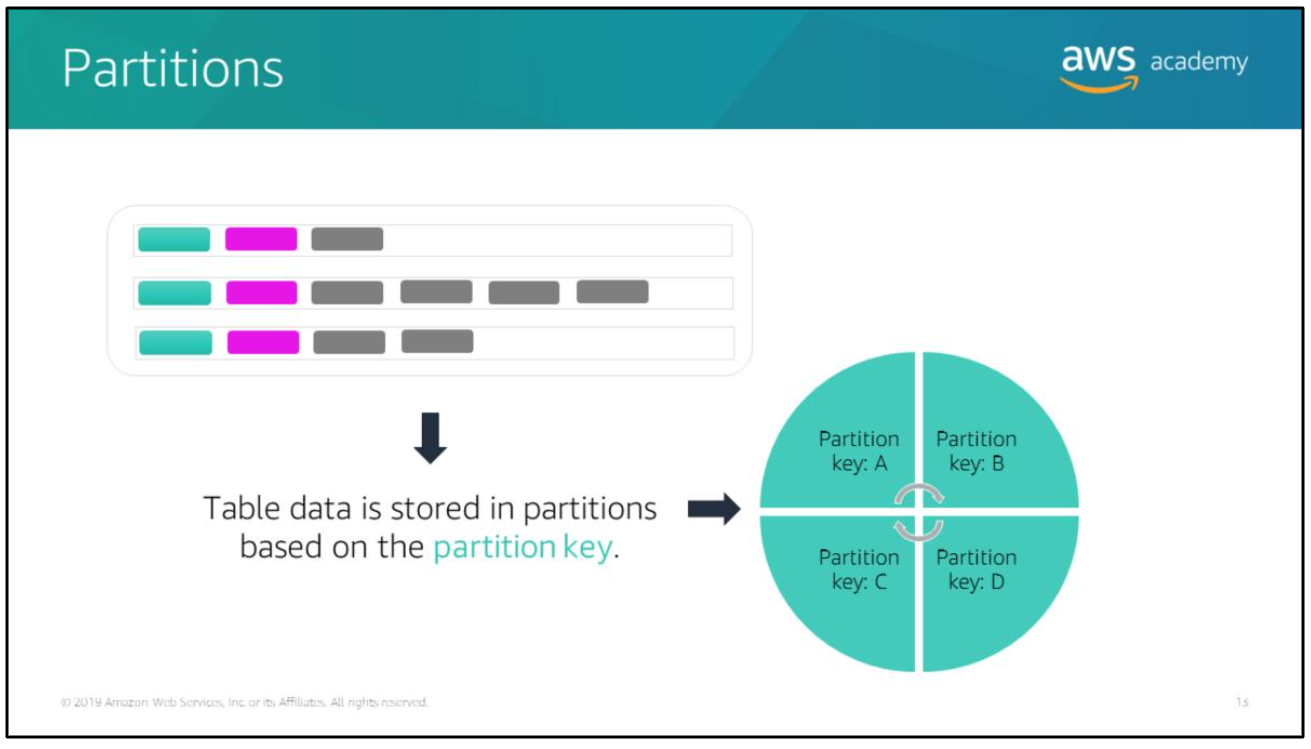 Partitions
aws academy
Table data is stored in partitions
based on the partition key.
Partition
key: A
Partition
key: B
Partition
key: C
Partition
key: D
© 2019 Amazon Web Services, Inc. or its Affiliates. All rights reserved.
13